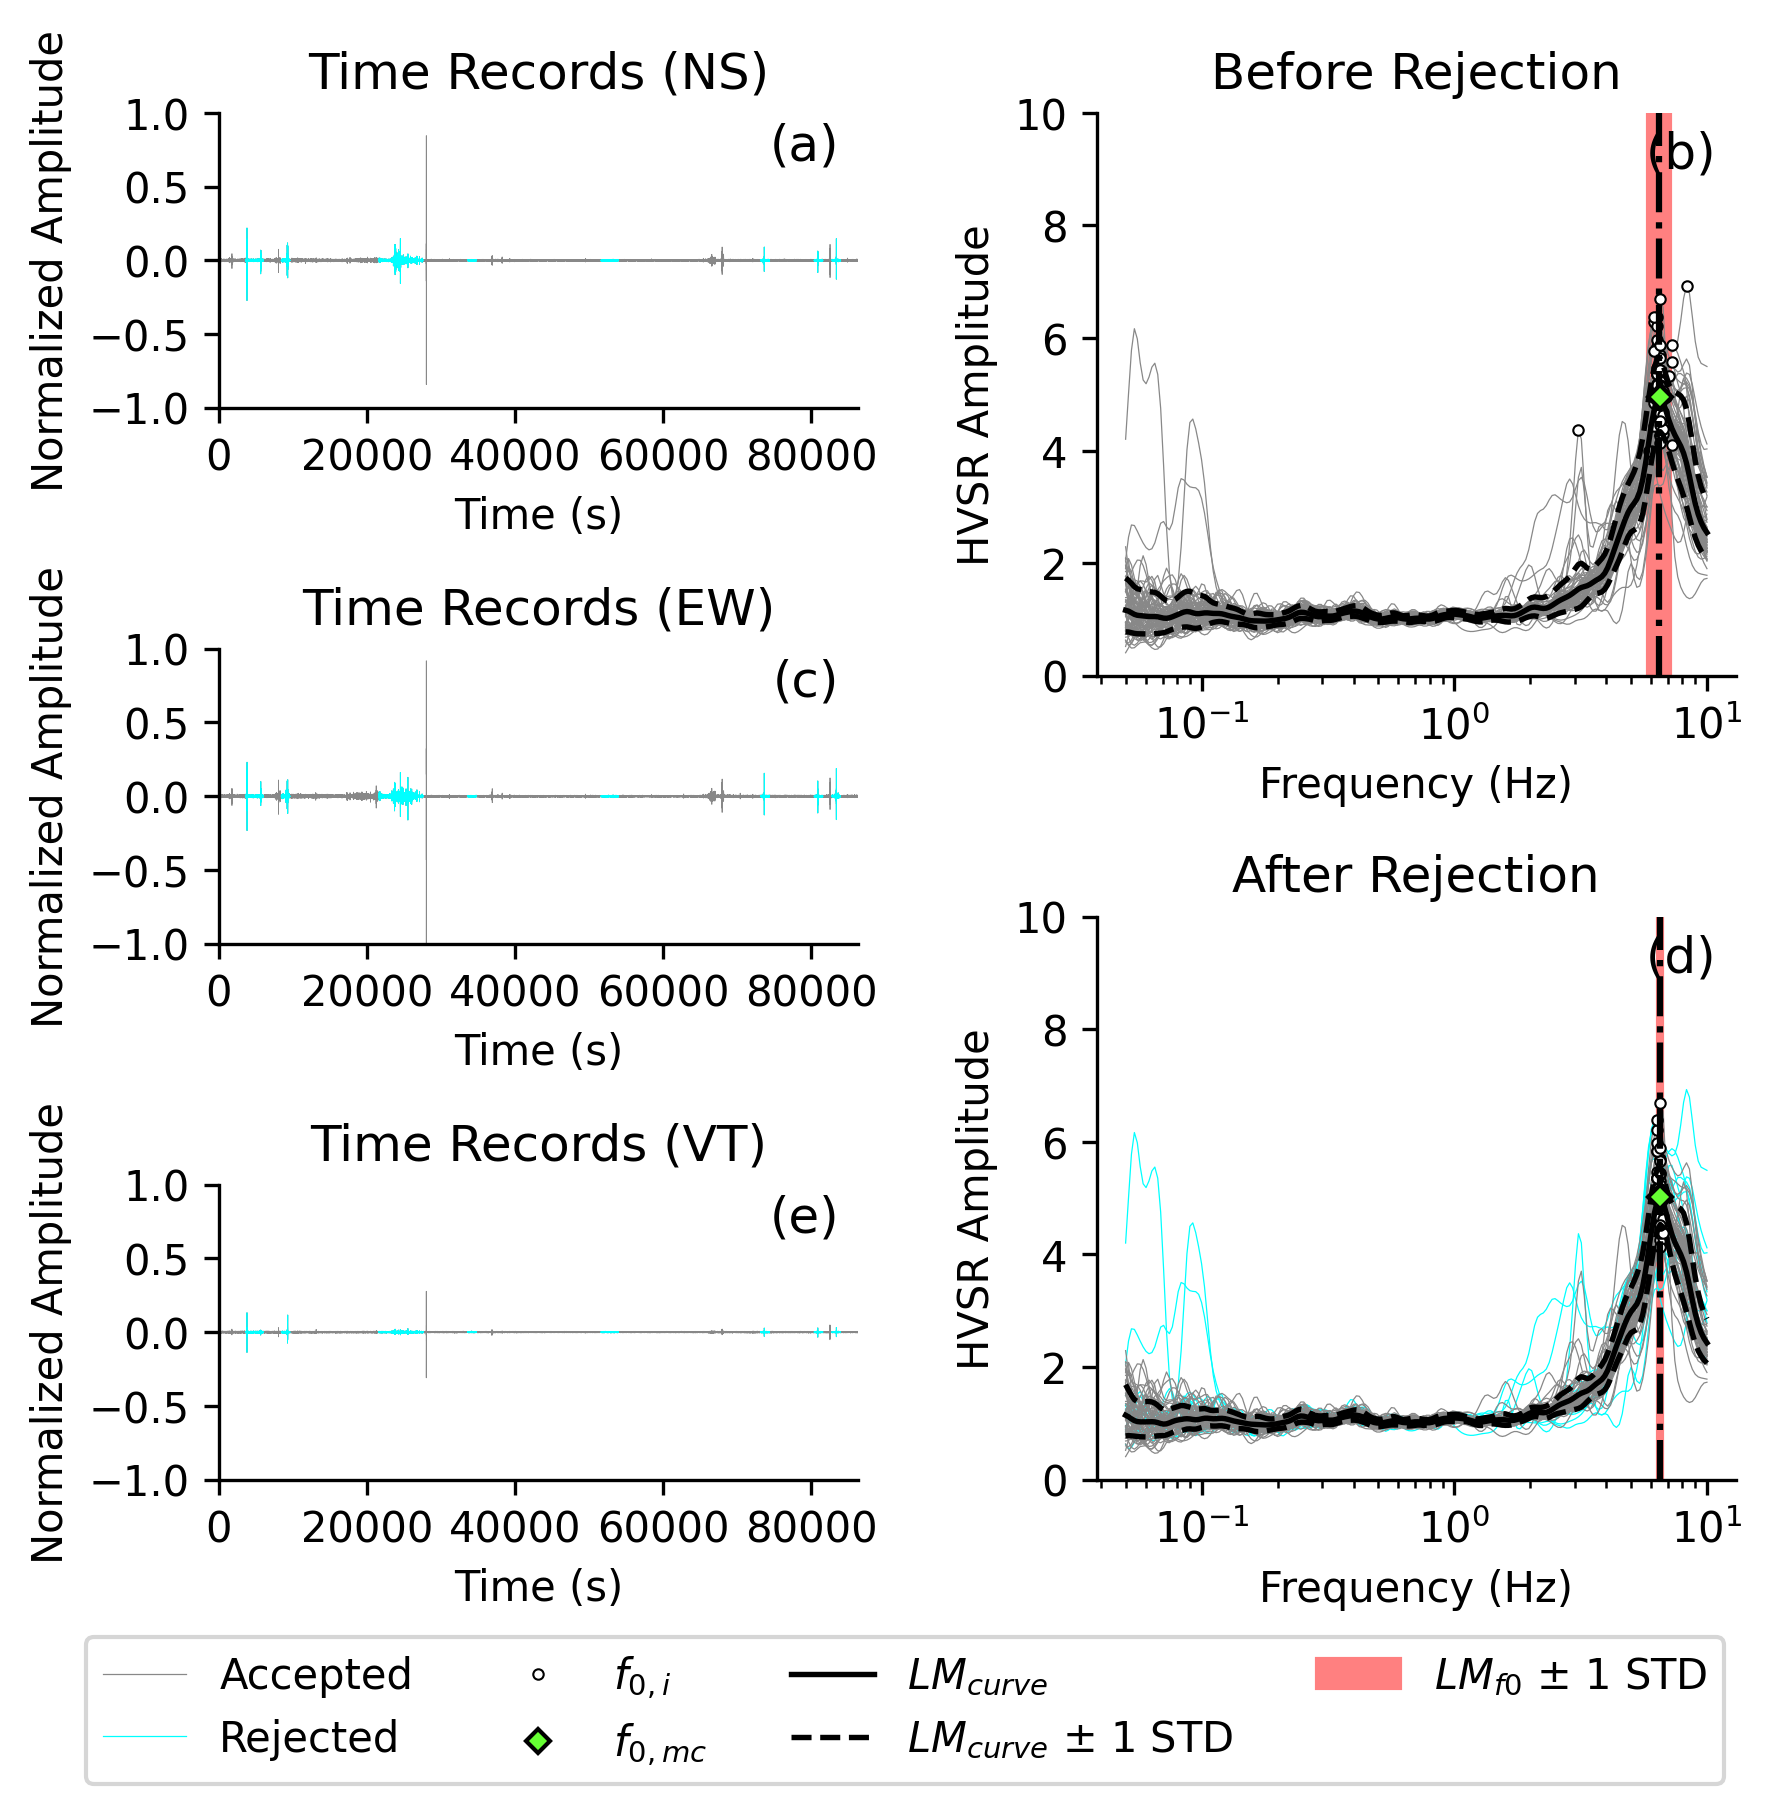 Time Records (NS)
(a)
Normalized Amplitude
1.0
0.5
0.0
−0.5
−1.0
0 20000 40000 60000 80000
Time (s)
Before Rejection
(b)
HVSR Amplitude
10
8
6
4
2
0
10⁻¹ 10⁰ 10¹
Frequency (Hz)
Time Records (EW)
(c)
Normalized Amplitude
1.0
0.5
0.0
−0.5
−1.0
0 20000 40000 60000 80000
Time (s)
After Rejection
(d)
HVSR Amplitude
10
8
6
4
2
0
10⁻¹ 10⁰ 10¹
Frequency (Hz)
Time Records (VT)
(e)
Normalized Amplitude
1.0
0.5
0.0
−0.5
−1.0
0 20000 40000 60000 80000
Time (s)
Accepted
Rejected
f0,i
f0,mc
LMcurve
LMcurve ± 1 STD
LMf0 ± 1 STD